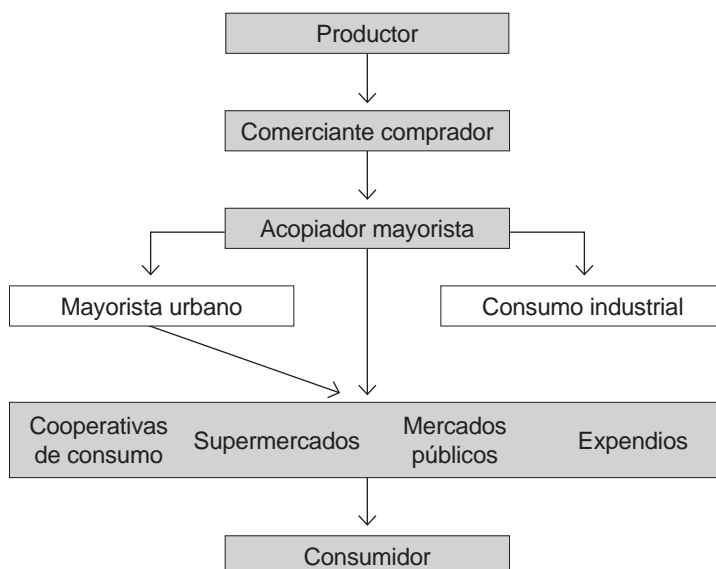 Productor
Comerciante comprador
Acopiador mayorista
Mayorista urbano
Consumo industrial
Cooperativas
de consumo
Supermercados
Mercados
públicos
Expendios
Consumidor